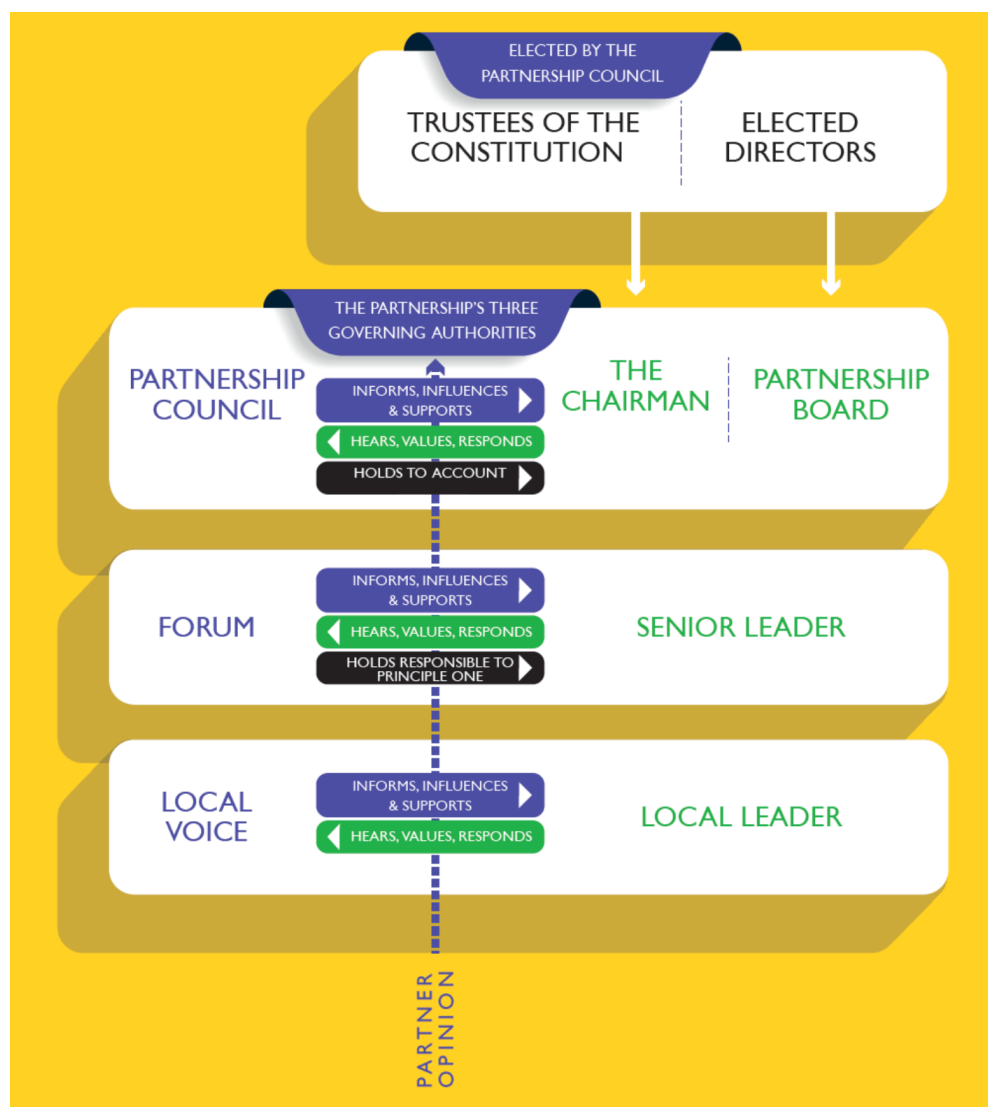 ELECTED BY THE
PARTNERSHIP COUNCIL
TRUSTEES OF THE
CONSTITUTION
ELECTED
DIRECTORS
THE PARTNERSHIP'S THREE
GOVERNING AUTHORITIES
PARTNERSHIP
COUNCIL
INFORMS, INFLUENCES
& SUPPORTS
HEARS, VALUES, RESPONDS
HOLDS TO ACCOUNT
THE
CHAIRMAN
PARTNERSHIP
BOARD
FORUM
INFORMS, INFLUENCES
& SUPPORTS
HEARS, VALUES, RESPONDS
HOLDS RESPONSIBLE TO
PRINCIPLE ONE
SENIOR LEADER
LOCAL
VOICE
INFORMS, INFLUENCES
& SUPPORTS
HEARS, VALUES, RESPONDS
LOCAL LEADER
PARTNER
OPINION